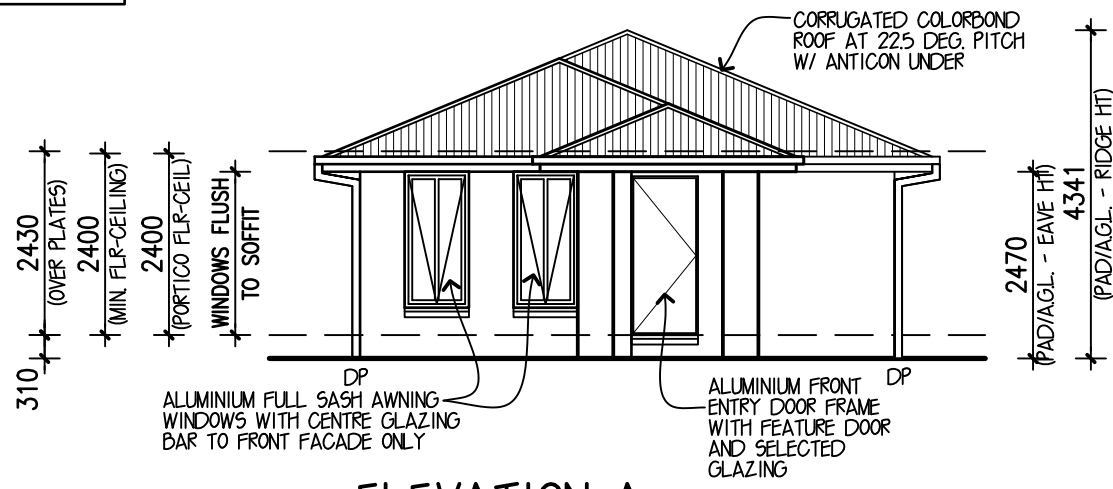 CORRUGATED COLORBOND
ROOF AT 22.5 DEG. PITCH
W/ ANTICON UNDER
2430
(OVER PLATES)
2400
(MIN. FLR-CEILING)
2400
(PORTICO FLR-CEIL)
WINDOWS FLUSH
TO SOFFIT
310
2470
(PAD/A.G.L. - EAVE HT)
4341
(PAD/A.G.L. - RIDGE HT)
DP
DP
ALUMINIUM FULL SASH AWNING
WINDOWS WITH CENTRE GLAZING
BAR TO FRONT FACADE ONLY
ALUMINIUM FRONT
ENTRY DOOR FRAME
WITH FEATURE DOOR
AND SELECTED
GLAZING
ELEVATION A